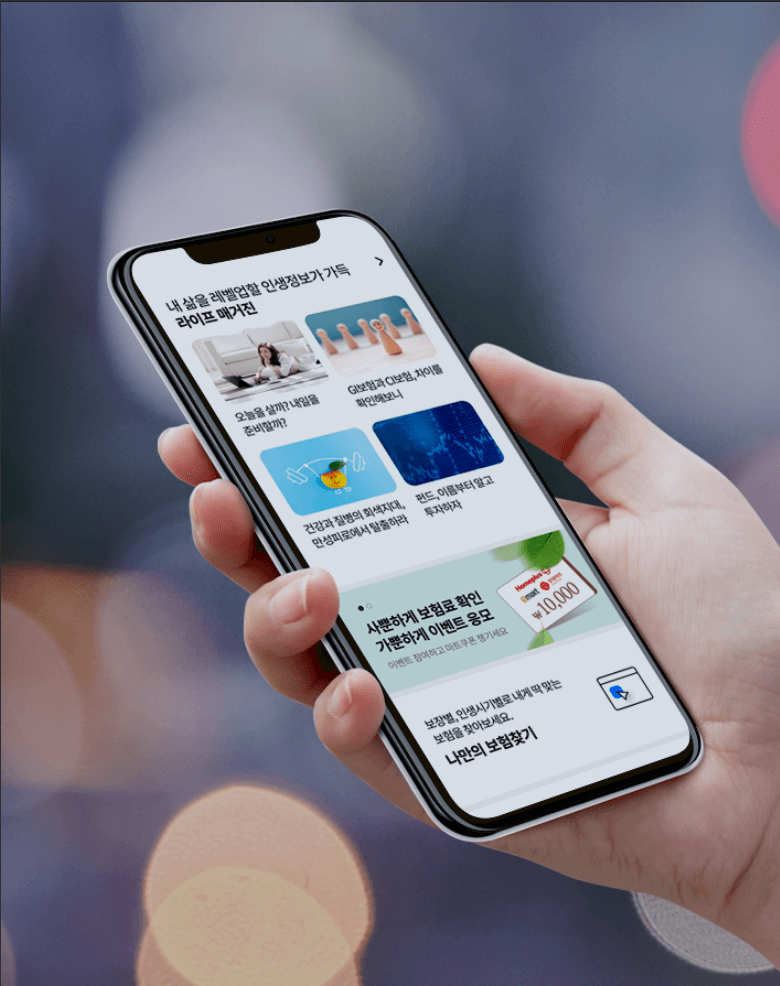 내 삶을 레벨업할 인생정보가 가득
라이프 매거진
오늘을 살까? 내일을
준비할까?
GI보험과 CI보험, 차이를
확인해보니
건강과 질병의 회색지대,
만성피로에서 탈출하라
펀드, 이름부터 알고
투자하자
사뿐하게 보험료 확인
가뿐하게 이벤트 응모
이벤트 참여하고 마트쿠폰 챙기세요
Homeplus
emart
₩10,000
보장별, 인생시기별로 내게 딱 맞는
보험을 찾아보세요.
나만의 보험찾기